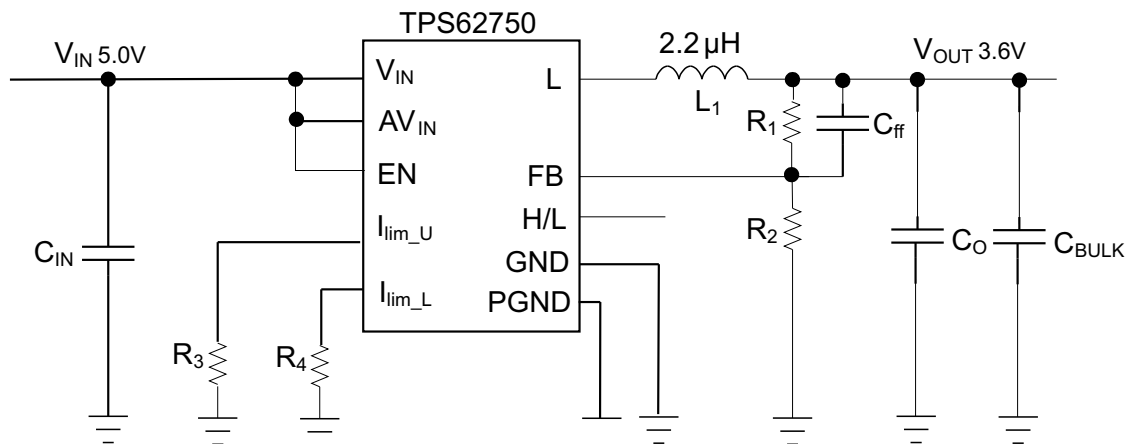 TPS62750
V_IN 5.0V
2.2 µH
V_OUT 3.6V
V_IN
L
L_1
AV_IN
R_1
C_ff
EN
FB
I_lim_U
H/L
R_2
C_IN
GND
C_O
C_BULK
I_lim_L
PGND
R_3
R_4